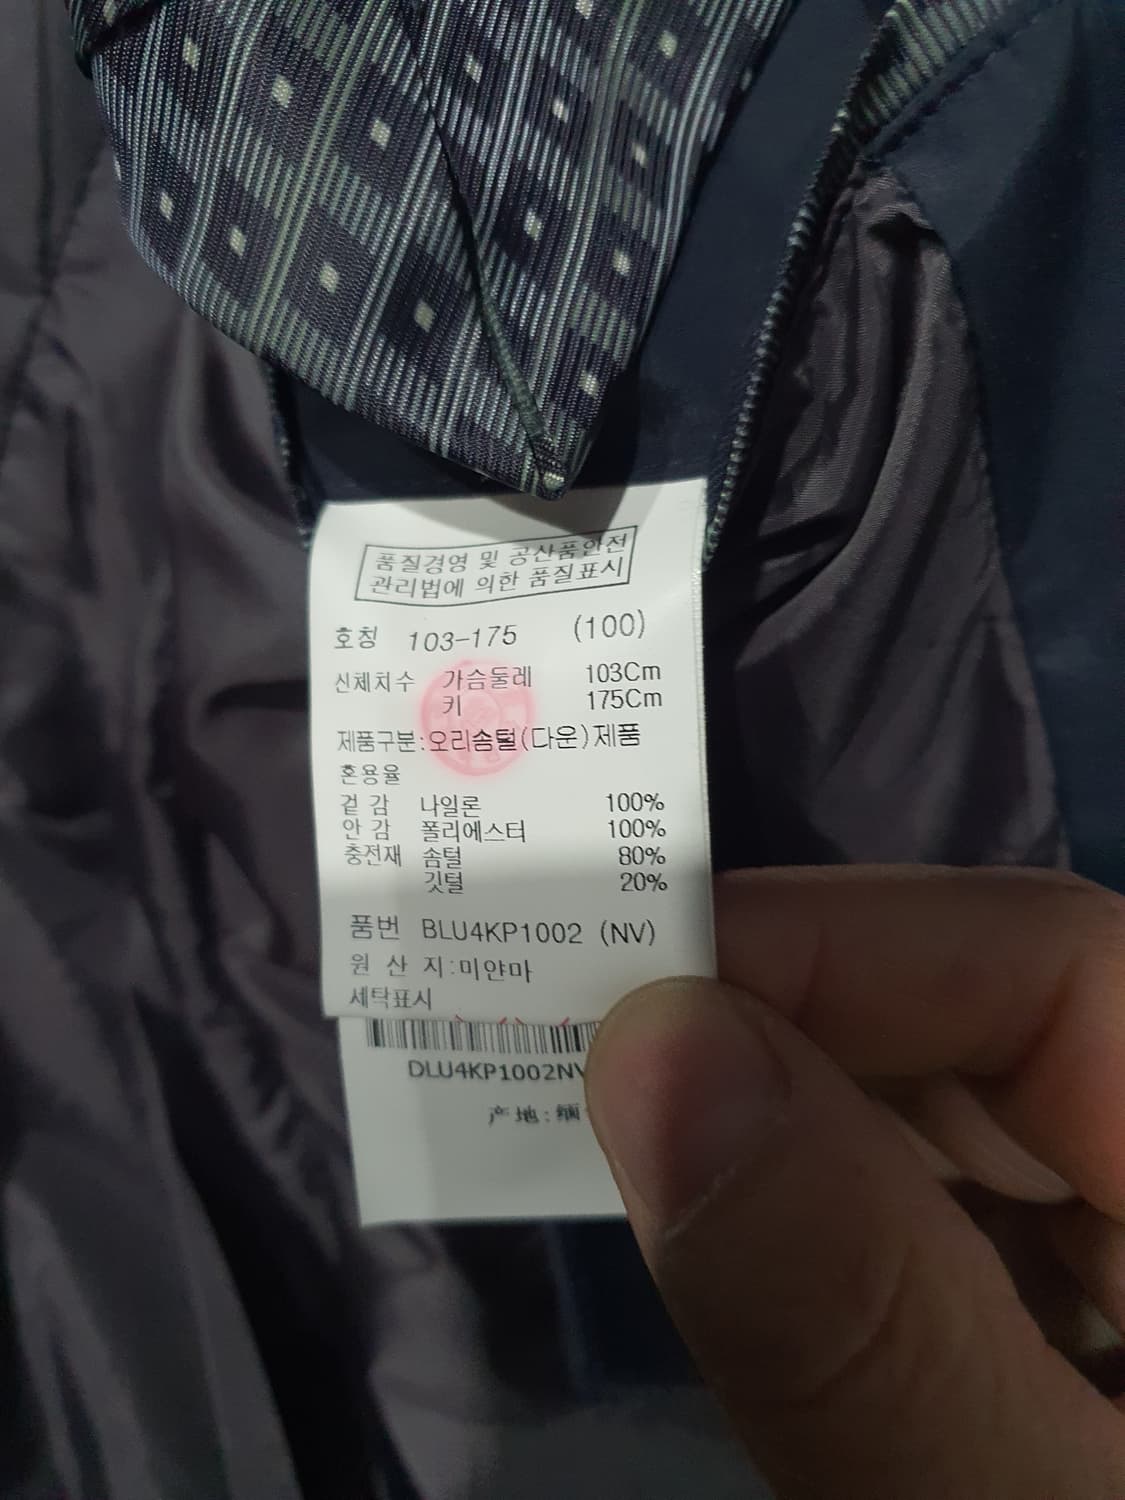 품질경영 및 공산품안전
관리법에 의한 품질표시
호칭 103-175 (100)
신체치수 가슴둘레 103Cm
키 175Cm
제품구분:오리솜털(다운)제품
혼용율
겉 감 나일론 100%
안 감 폴리에스터 100%
충전재 솜털 80%
깃털 20%
품번 BLU4KP1002 (NV)
원 산 지:미얀마
세탁표시
DLU4KP1002NV
产地:缅